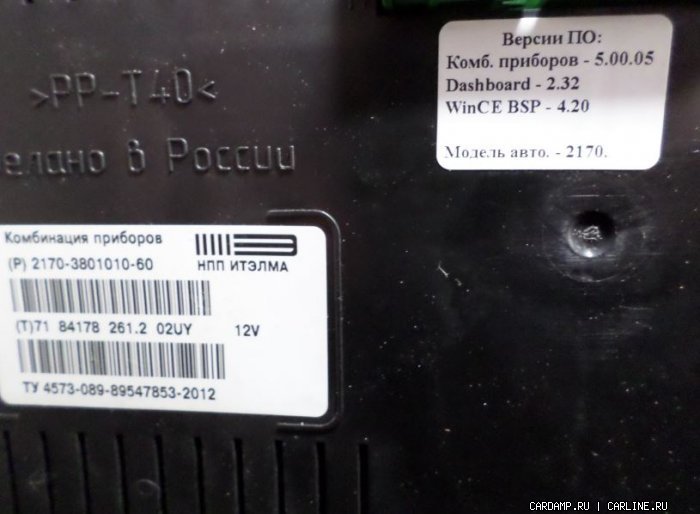 >PP-T40<
делано в России
Версии ПО:
Комб. приборов - 5.00.05
Dashboard - 2.32
WinCE BSP - 4.20
Модель авто. - 2170.
Комбинация приборов
НПП ИТЭЛМА
(P) 2170-3801010-60
(T)71 84178 261.2 02UY 12V
ТУ 4573-089-89547853-2012
CARDAMP.RU | CARLINE.RU